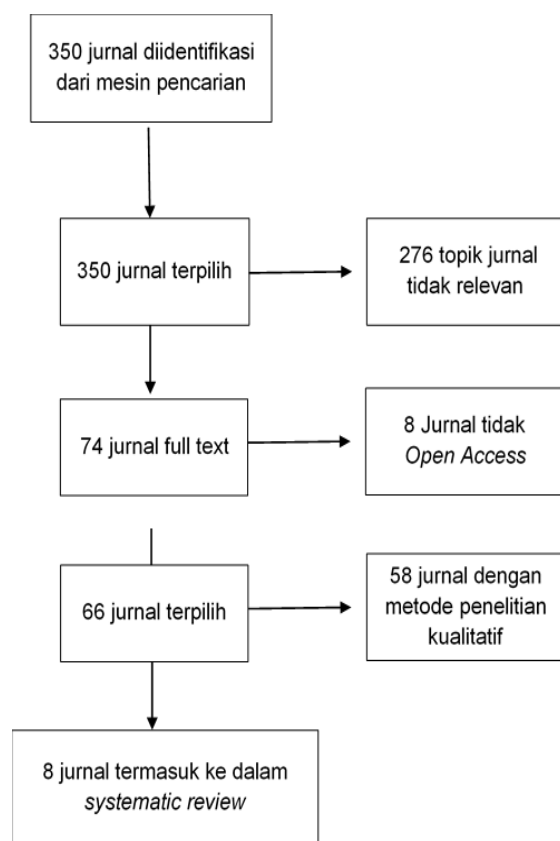 350 jurnal diidentifikasi
dari mesin pencarian
350 jurnal terpilih
276 topik jurnal
tidak relevan
74 jurnal full text
8 Jurnal tidak
Open Access
66 jurnal terpilih
58 jurnal dengan
metode penelitian
kualitatif
8 jurnal termasuk ke dalam
systematic review